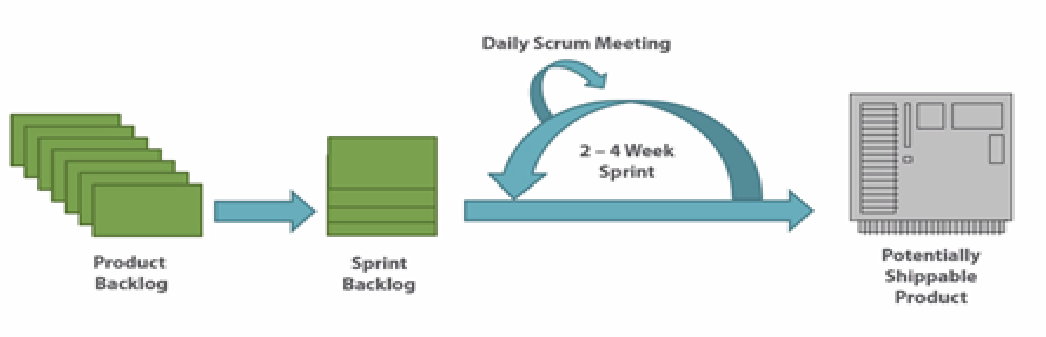 Daily Scrum Meeting
2 – 4 Week
Sprint
Product
Backlog
Sprint
Backlog
Potentially
Shippable
Product